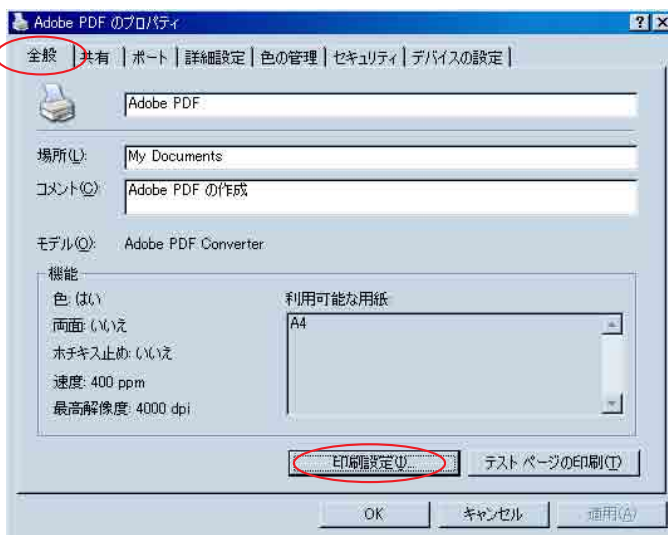 Adobe PDF のプロパティ
全般 共有 ポート 詳細設定 色の管理 セキュリティ デバイスの設定
Adobe PDF
場所(L): My Documents
コメント(C): Adobe PDF の作成
モデル(O): Adobe PDF Converter
機能
色: はい
利用可能な用紙:
両面: いいえ
A4
ホチキス止め: いいえ
速度: 400 ppm
最高解像度: 4000 dpi
印刷設定(I)... テスト ページの印刷(T)
OK キャンセル 適用(A)